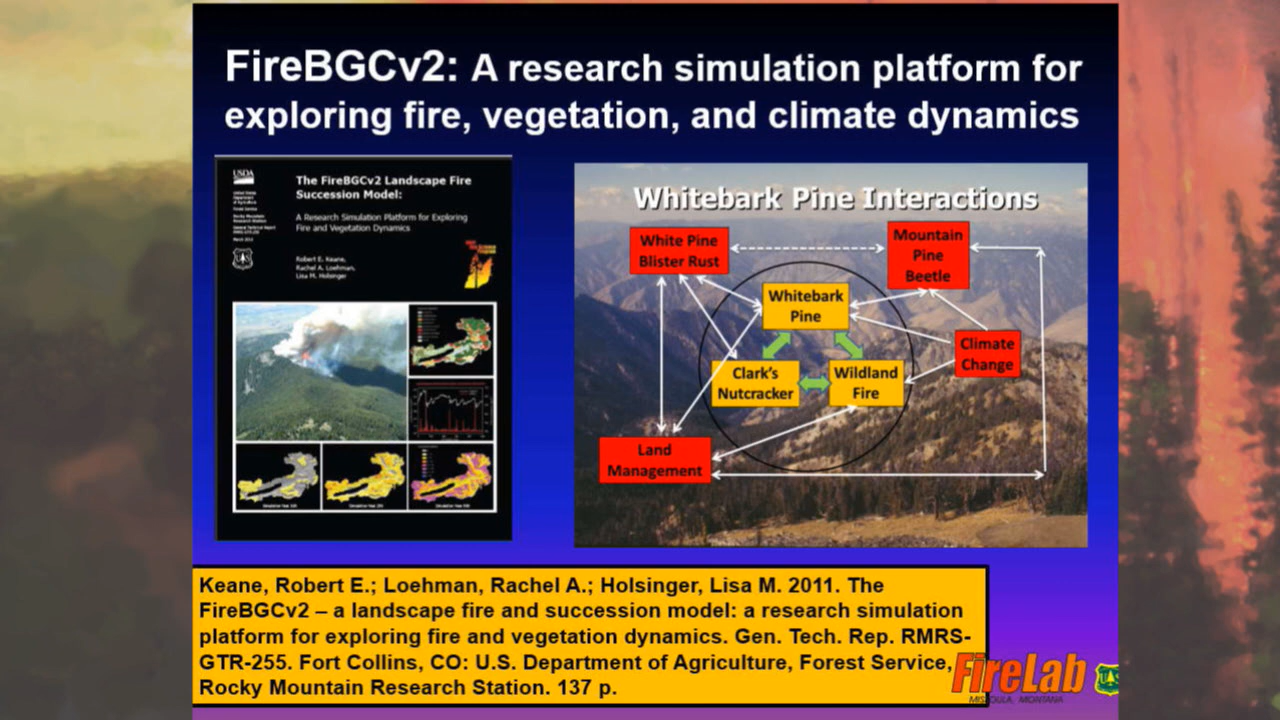 FireBGCv2: A research simulation platform for
exploring fire, vegetation, and climate dynamics
USDA
The FireBGCv2 Landscape Fire
Succession Model:
A Research Simulation Platform for Exploring
Fire and Vegetation Dynamics
Robert E. Keane,
Rachel A. Loehman,
Lisa M. Holsinger
Whitebark Pine Interactions
White Pine
Blister Rust
Mountain
Pine
Beetle
Whitebark
Pine
Climate
Change
Clark's
Nutcracker
Wildland
Fire
Land
Management
Keane, Robert E.; Loehman, Rachel A.; Holsinger, Lisa M. 2011. The
FireBGCv2 – a landscape fire and succession model: a research simulation
platform for exploring fire and vegetation dynamics. Gen. Tech. Rep. RMRS-
GTR-255. Fort Collins, CO: U.S. Department of Agriculture, Forest Service,
Rocky Mountain Research Station. 137 p.
FireLab
MISSOULA, MONTANA